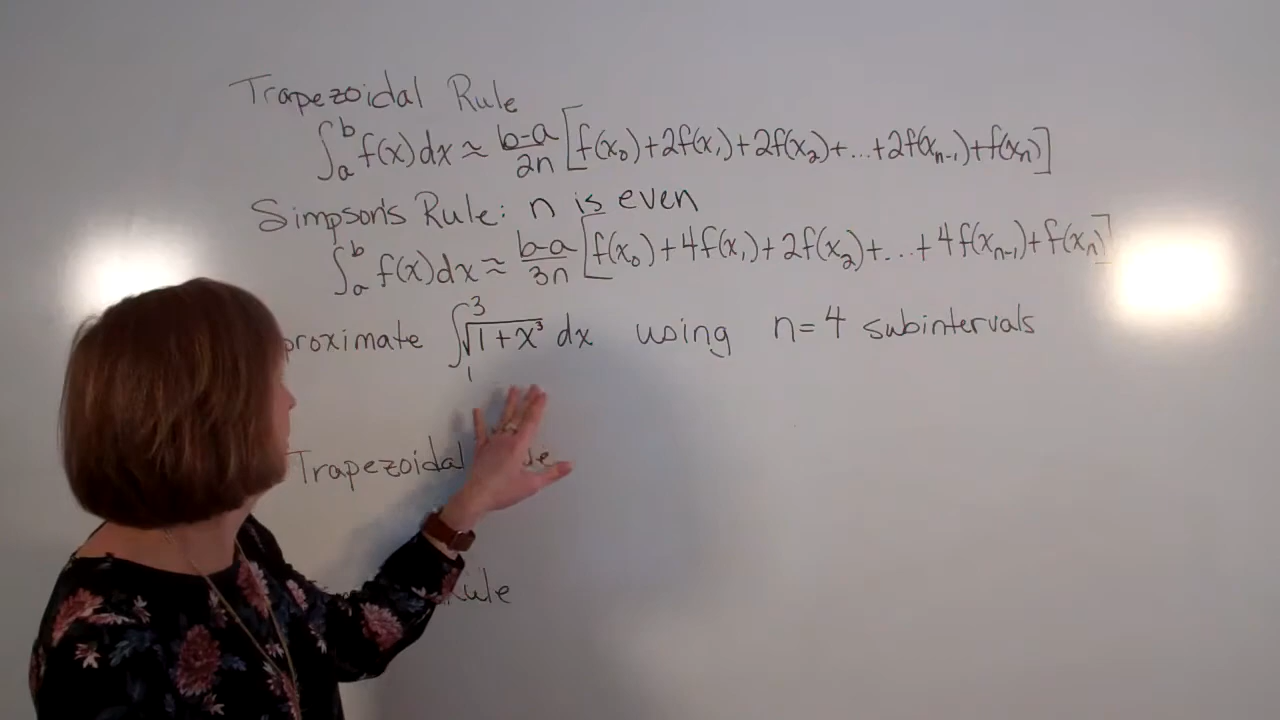 Trapezoidal Rule
∫ₐᵇ f(x)dx ≈ (b-a)/(2n) [f(x₀)+2f(x₁)+2f(x₂)+...+2f(xₙ₋₁)+f(xₙ)]
Simpson's Rule: n is even
∫ₐᵇ f(x)dx ≈ (b-a)/(3n) [f(x₀)+4f(x₁)+2f(x₂)+...+4f(xₙ₋₁)+f(xₙ)]
proximate ∫₁³ √(1+x³) dx using n=4 subintervals
Trapezoidal
Rule